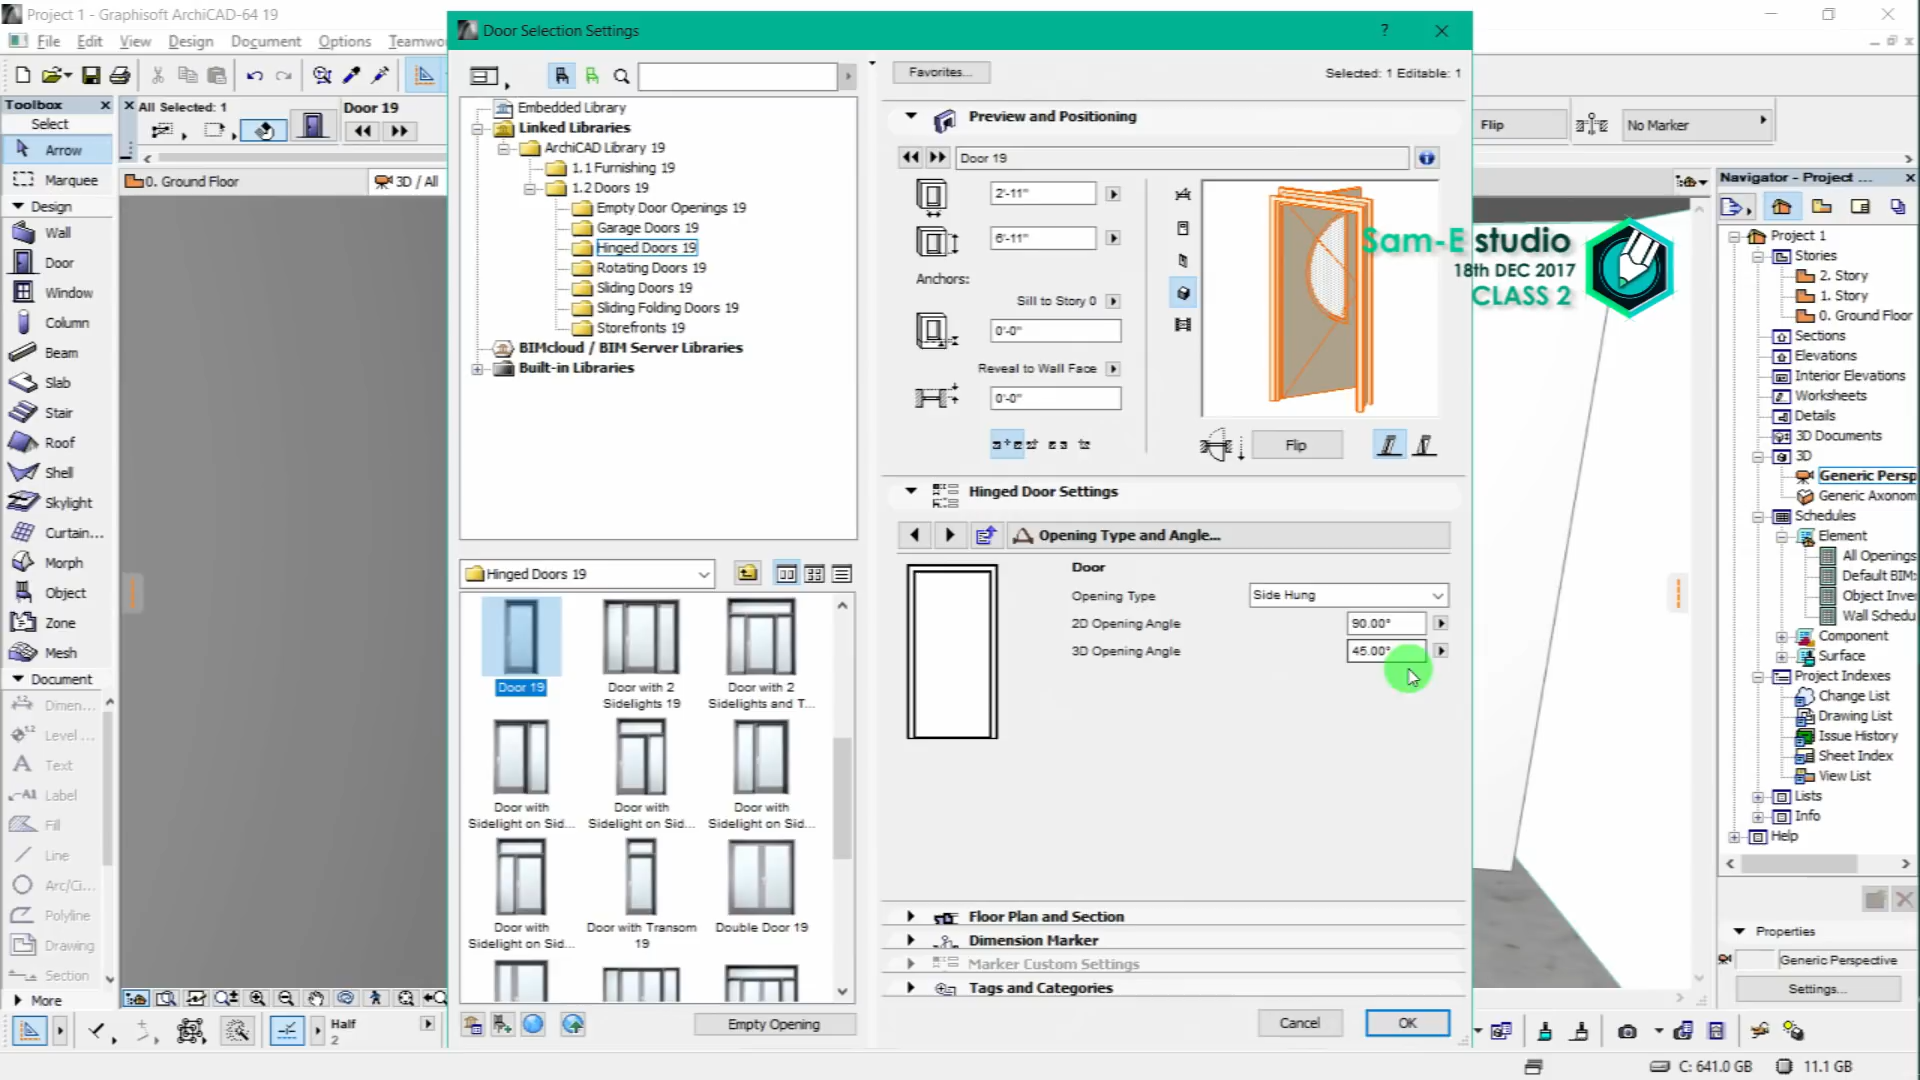 Project 1 - Graphisoft ArchiCAD-64 19
File Edit View Design Document Options Teamwo
Toolbox
Select
Arrow
Marquee
Design
Wall
Door
Window
Column
Beam
Slab
Stair
Roof
Shell
Skylight
Curtain...
Morph
Object
Zone
Mesh
Document
Dimen...
Level ...
Text
Label
Fill
Line
Arc/Ci...
Polyline
Drawing
Section
More
All Selected: 1
Door 19
0. Ground Floor
3D / All
Half
2
Door Selection Settings
?
Embedded Library
Linked Libraries
ArchiCAD Library 19
1.1 Furnishing 19
1.2 Doors 19
Empty Door Openings 19
Garage Doors 19
Hinged Doors 19
Rotating Doors 19
Sliding Doors 19
Sliding Folding Doors 19
Storefronts 19
BIMcloud / BIM Server Libraries
Built-in Libraries
Hinged Doors 19
Door 19
Door with 2 Sidelights 19
Door with 2 Sidelights and T...
Door with Sidelight on Sid...
Door with Sidelight on Sid...
Door with Sidelight on Sid...
Door with Sidelight on Sid...
Door with Transom 19
Double Door 19
Empty Opening
Favorites...
Selected: 1 Editable: 1
Preview and Positioning
Door 19
2'-11"
6'-11"
Anchors:
Sill to Story 0
0'-0"
Reveal to Wall Face
0'-0"
Flip
Hinged Door Settings
Opening Type and Angle...
Door
Opening Type
Side Hung
2D Opening Angle
90.00°
3D Opening Angle
45.00°
Floor Plan and Section
Dimension Marker
Marker Custom Settings
Tags and Categories
Cancel
OK
Flip
No Marker
Sam-E studio
18th DEC 2017
CLASS 2
Navigator - Project ...
Project 1
Stories
2. Story
1. Story
0. Ground Floor
Sections
Elevations
Interior Elevations
Worksheets
Details
3D Documents
3D
Generic Persp
Generic Axonom
Schedules
Element
All Openings
Default BIM:
Object Inver
Wall Schedu
Component
Surface
Project Indexes
Change List
Drawing List
Issue History
Sheet Index
View List
Lists
Info
Help
Properties
Generic Perspective
Settings...
C: 641.0 GB
11.1 GB